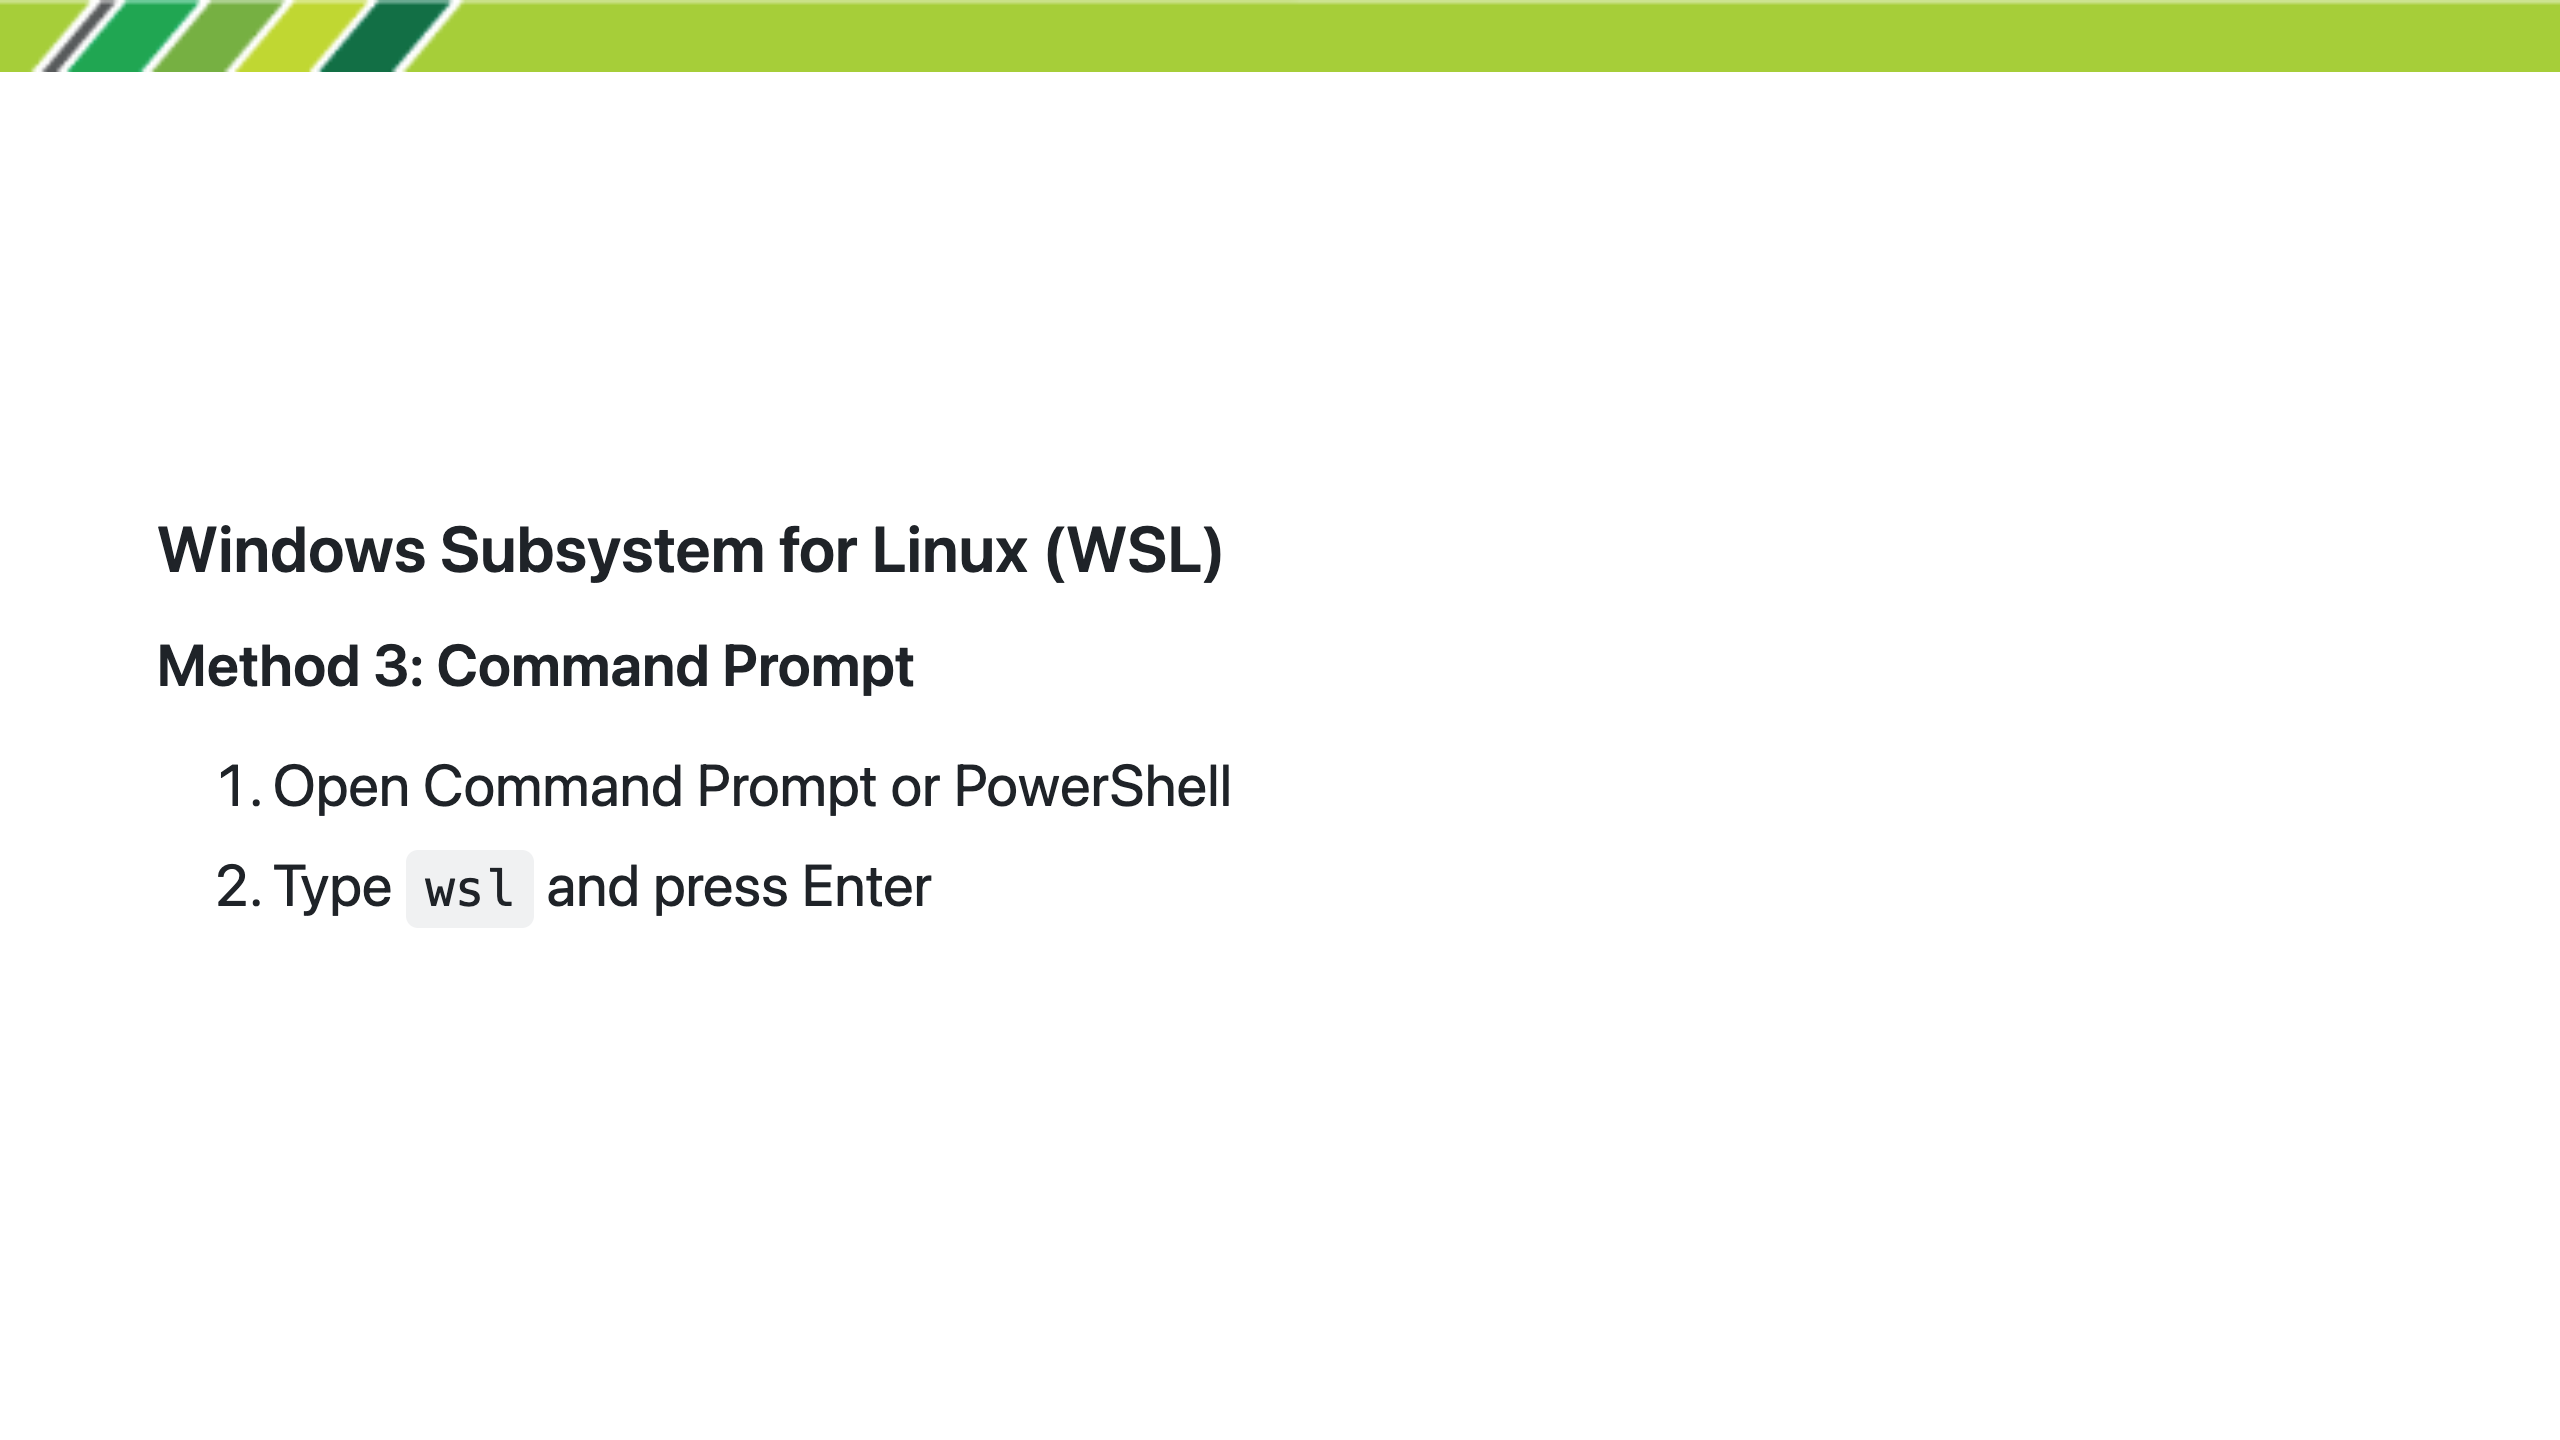 Windows Subsystem for Linux (WSL)
Method 3: Command Prompt
1. Open Command Prompt or PowerShell
2. Type wsl and press Enter